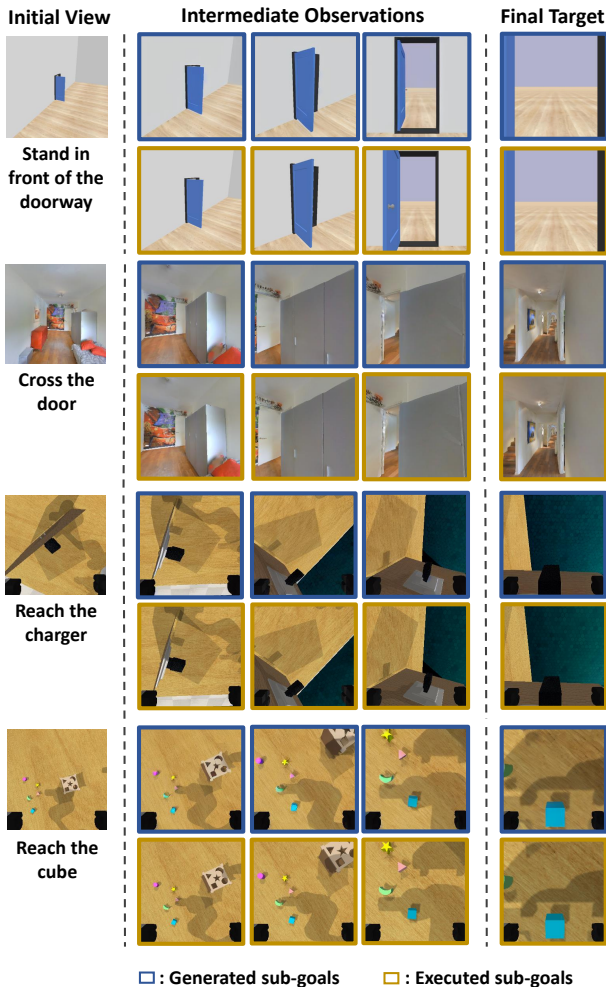 Initial View
Intermediate Observations
Final Target
Stand in
front of the
doorway
Cross the
door
Reach the
charger
Reach the
cube
: Generated sub-goals
: Executed sub-goals